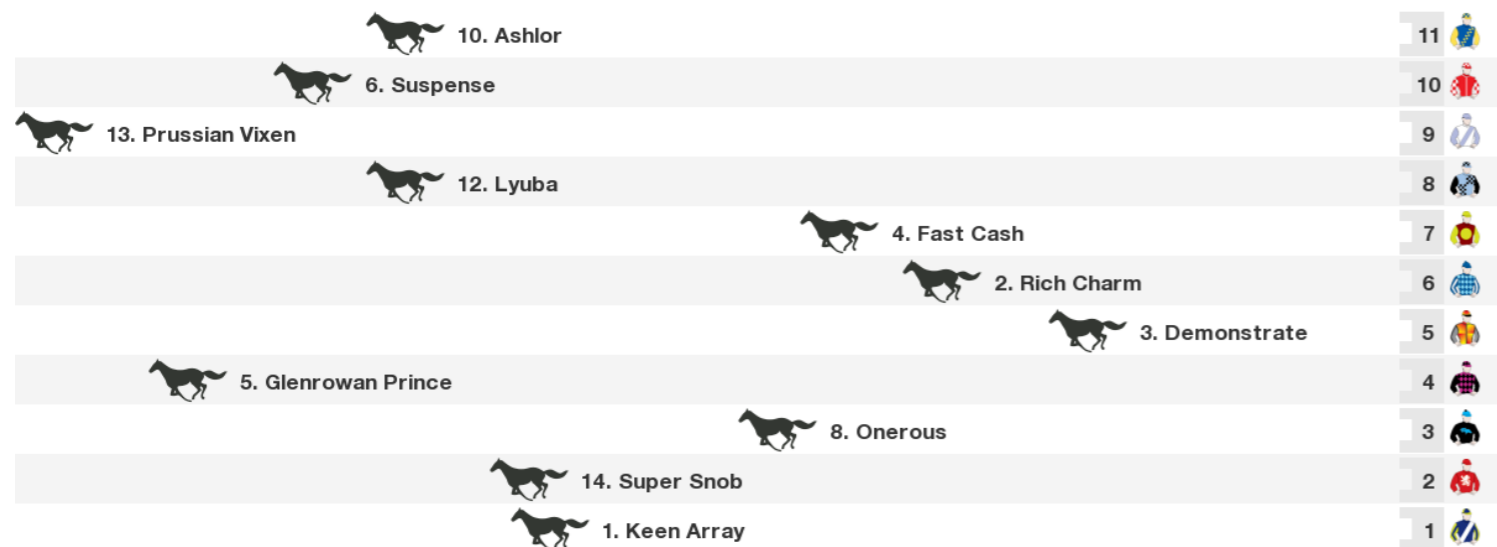 10. Ashlor 11
6. Suspense 10
13. Prussian Vixen 9
12. Lyuba 8
4. Fast Cash 7
2. Rich Charm 6
3. Demonstrate 5
5. Glenrowan Prince 4
8. Onerous 3
14. Super Snob 2
1. Keen Array 1